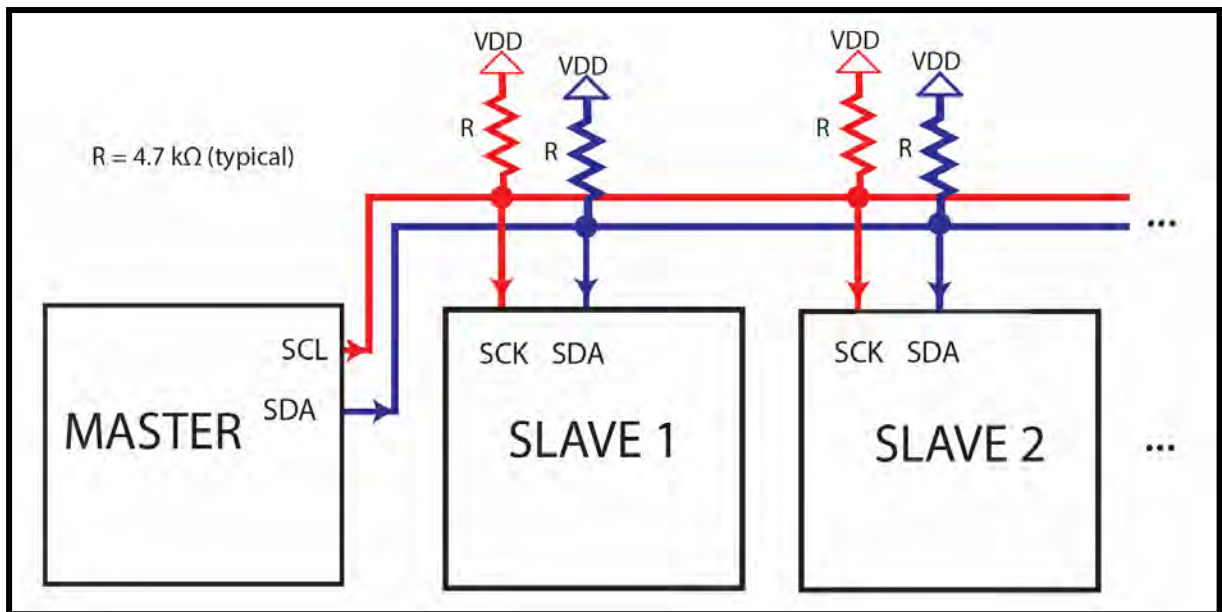 VDD
VDD
R
R
VDD
VDD
R
R
R = 4.7 kΩ (typical)
...
SCL
SDA
MASTER
SCK SDA
SLAVE 1
SCK SDA
SLAVE 2
...